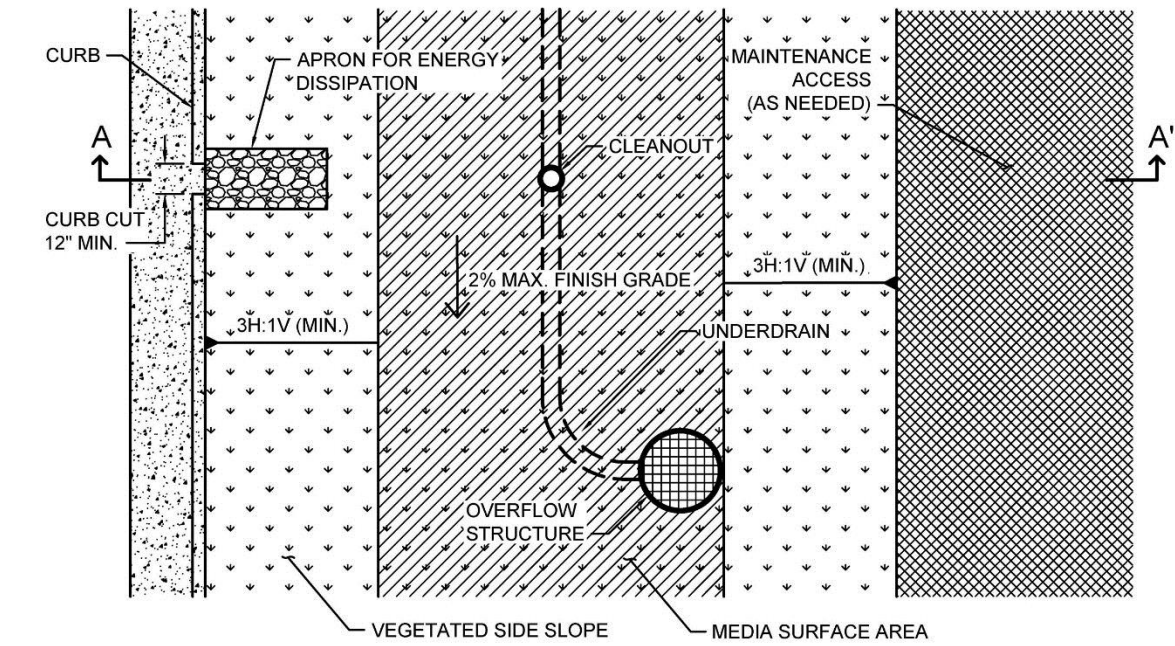 CURB
APRON FOR ENERGY
DISSIPATION
MAINTENANCE
ACCESS
(AS NEEDED)
A
A'
CLEANOUT
CURB CUT
12" MIN.
3H:1V (MIN.)
2% MAX. FINISH GRADE
3H:1V (MIN.)
UNDERDRAIN
OVERFLOW
STRUCTURE
VEGETATED SIDE SLOPE
MEDIA SURFACE AREA